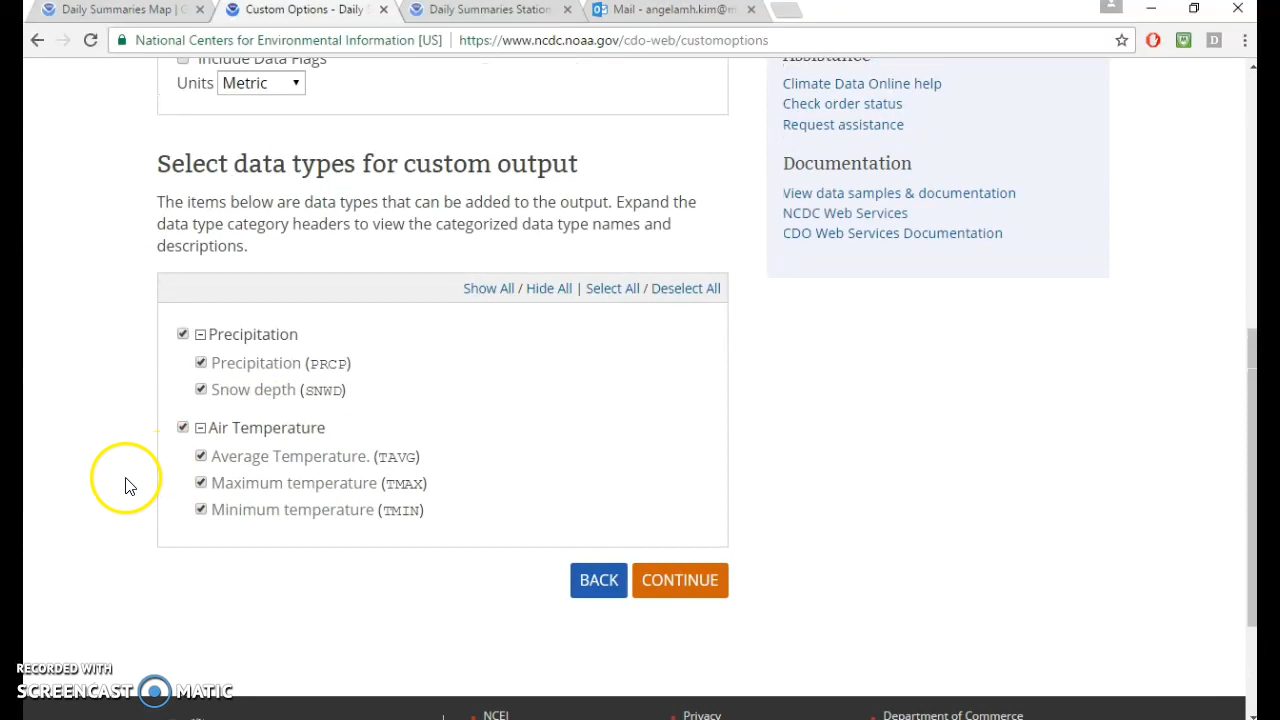 Daily Summaries Map | G
Custom Options - Daily S
Daily Summaries Station
Mail - angelamh.kim@m
National Centers for Environmental Information [US]
https://www.ncdc.noaa.gov/cdo-web/customoptions
Include Data Flags
Units Metric
Select data types for custom output
The items below are data types that can be added to the output. Expand the
data type category headers to view the categorized data type names and
descriptions.
Show All / Hide All | Select All / Deselect All
Precipitation
Precipitation (PRCP)
Snow depth (SNWD)
Air Temperature
Average Temperature. (TAVG)
Maximum temperature (TMAX)
Minimum temperature (TMIN)
BACK
CONTINUE
Assistance
Climate Data Online help
Check order status
Request assistance
Documentation
View data samples & documentation
NCDC Web Services
CDO Web Services Documentation
RECORDED WITH
SCREENCAST MATIC
NCEI
Privacy
Department of Commerce